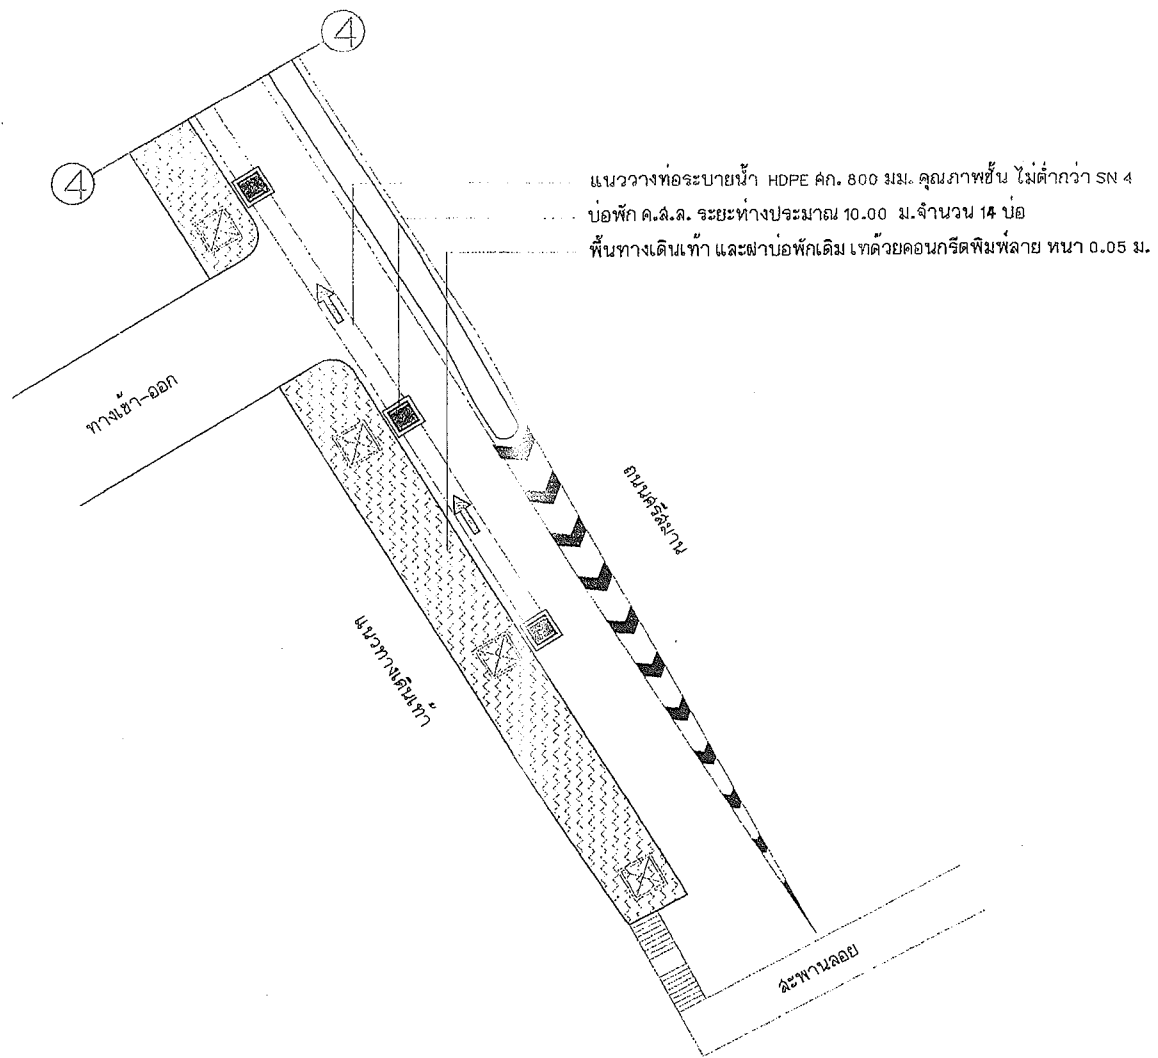 4
4
แนววางท่อระบายน้ำ HDPE ศก. 800 มม. คุณภาพชั้น ไม่ต่ำกว่า SN 4
บ่อพัก ค.ส.ล. ระยะห่างประมาณ 10.00 ม.จำนวน 14 บ่อ
พื้นทางเดินเท้า และฝาบ่อพักเดิม เทด้วยคอนกรีตพิมพ์ลาย หนา 0.05 ม.
ทางเข้า-ออก
ถนนศรีสมาน
แนวทางเดินเท้า
สะพานลอย